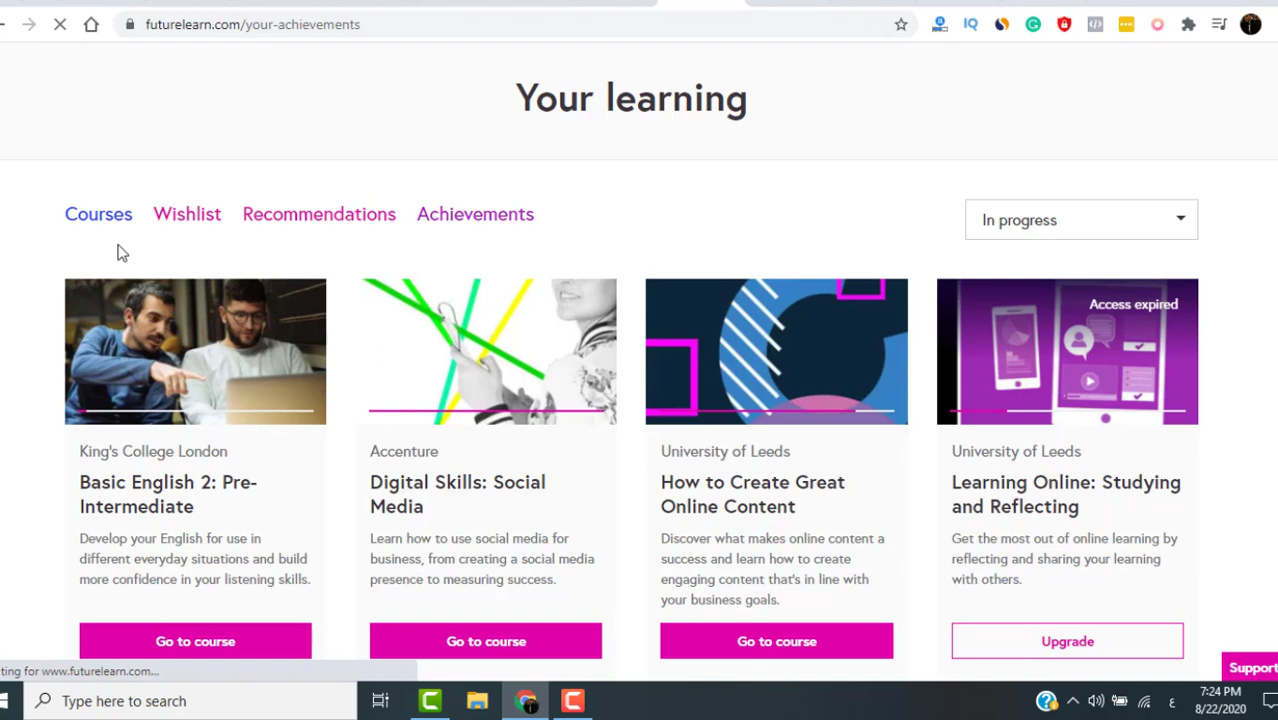 futurelearn.com/your-achievements
Your learning
Courses Wishlist Recommendations Achievements
In progress
Access expired
King's College London
Basic English 2: Pre-
Intermediate
Develop your English for use in
different everyday situations and build
more confidence in your listening skills.
Go to course
Accenture
Digital Skills: Social
Media
Learn how to use social media for
business, from creating a social media
presence to measuring success.
Go to course
University of Leeds
How to Create Great
Online Content
Discover what makes online content a
success and learn how to create
engaging content that's in line with
your business goals.
Go to course
University of Leeds
Learning Online: Studying
and Reflecting
Get the most out of online learning by
reflecting and sharing your learning
with others.
Upgrade
Support
ting for www.futurelearn.com...
Type here to search
ع
7:24 PM
8/22/2020